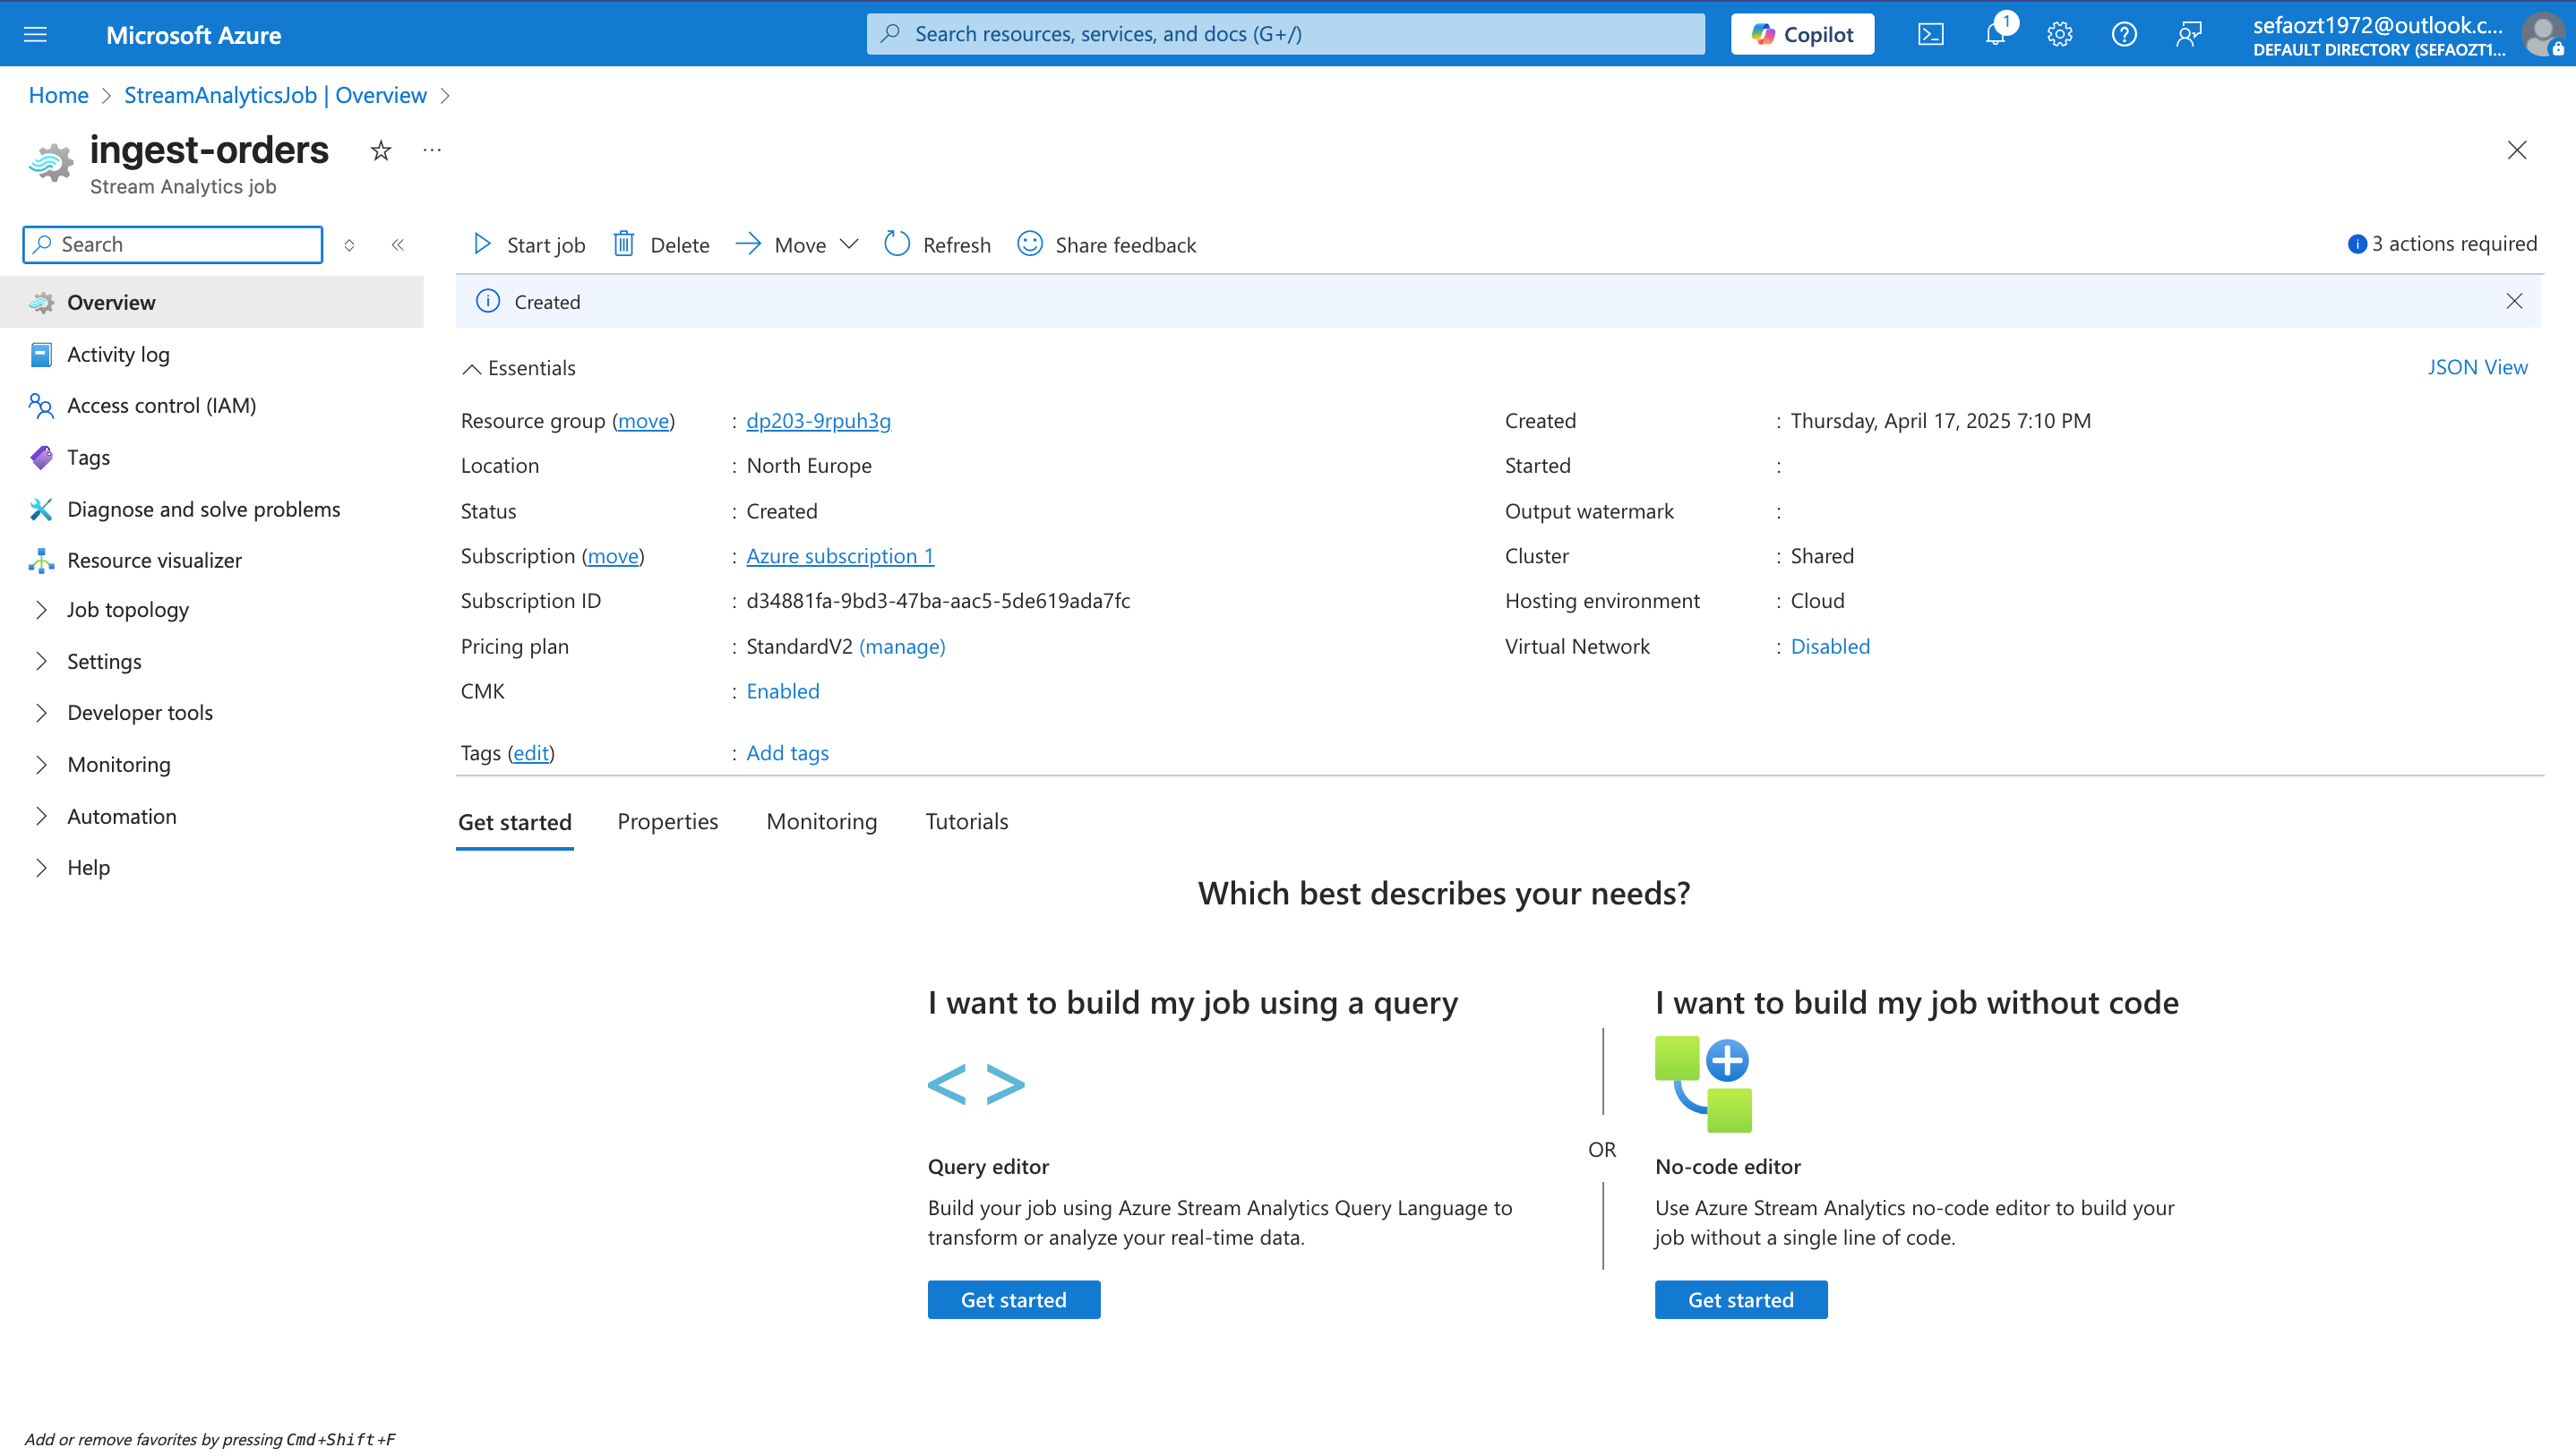 Microsoft Azure
Search resources, services, and docs (G+/)
Copilot
1
sefaozt1972@outlook.c...
DEFAULT DIRECTORY (SEFAOZT1...
Home > StreamAnalyticsJob | Overview >
ingest-orders
Stream Analytics job
Search
Start job
Delete
Move
Refresh
Share feedback
3 actions required
Overview
Activity log
Access control (IAM)
Tags
Diagnose and solve problems
Resource visualizer
Job topology
Settings
Developer tools
Monitoring
Automation
Help
Created
Essentials
JSON View
Resource group (move) : dp203-9rpuh3g
Location : North Europe
Status : Created
Subscription (move) : Azure subscription 1
Subscription ID : d34881fa-9bd3-47ba-aac5-5de619ada7fc
Pricing plan : StandardV2 (manage)
CMK : Enabled
Tags (edit) : Add tags
Created : Thursday, April 17, 2025 7:10 PM
Started :
Output watermark :
Cluster : Shared
Hosting environment : Cloud
Virtual Network : Disabled
Get started
Properties
Monitoring
Tutorials
Which best describes your needs?
I want to build my job using a query
Query editor
Build your job using Azure Stream Analytics Query Language to
transform or analyze your real-time data.
Get started
OR
I want to build my job without code
No-code editor
Use Azure Stream Analytics no-code editor to build your
job without a single line of code.
Get started
Add or remove favorites by pressing Cmd+Shift+F